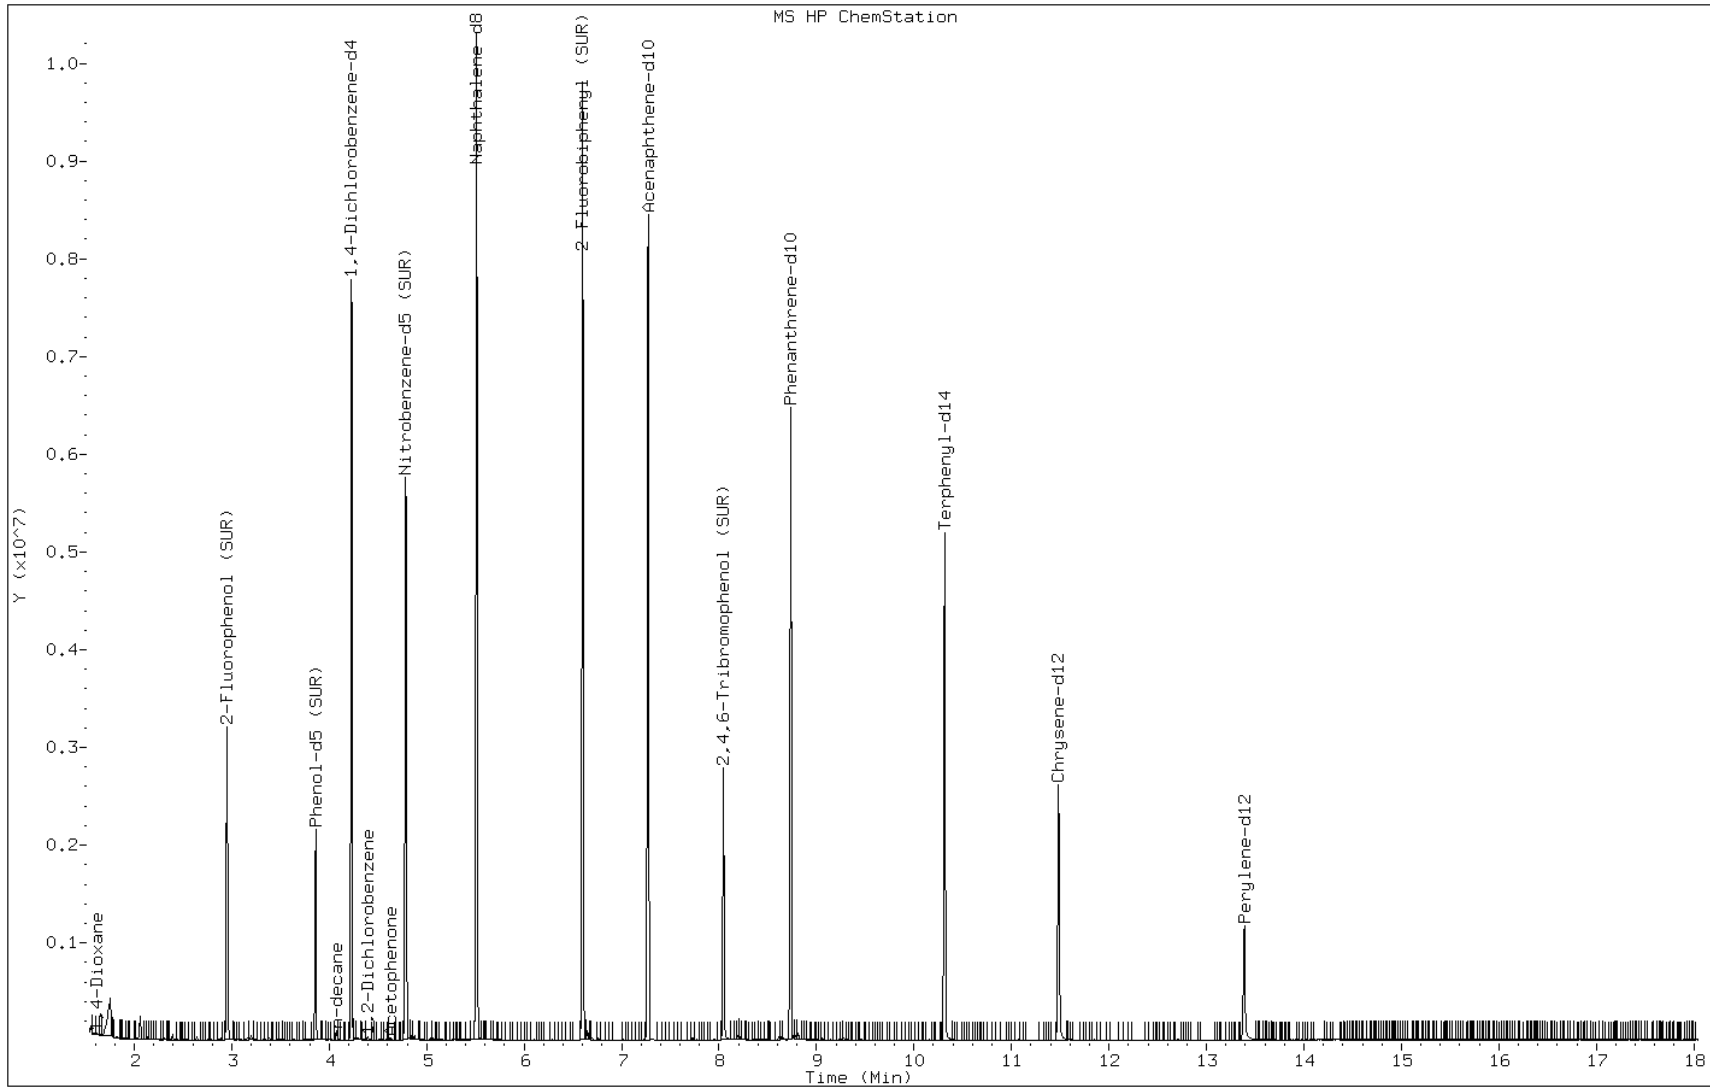 MS HP ChemStation
Y (x10^7)
1.0
0.9
0.8
0.7
0.6
0.5
0.4
0.3
0.2
0.1
4-Dioxane
2-Fluorophenol (SUR)
Phenol-d5 (SUR)
n-decane
1,4-Dichlorobenzene-d4
1,2-Dichlorobenzene
Acetophenone
Nitrobenzene-d5 (SUR)
Naphthalene-d8
2-Fluorobiphenyl (SUR)
Acenaphthene-d10
2,4,6-Tribromophenol (SUR)
Phenanthrene-d10
Terphenyl-d14
Chrysene-d12
Perylene-d12
2 3 4 5 6 7 8 9 10 11 12 13 14 15 16 17 18
Time (Min)